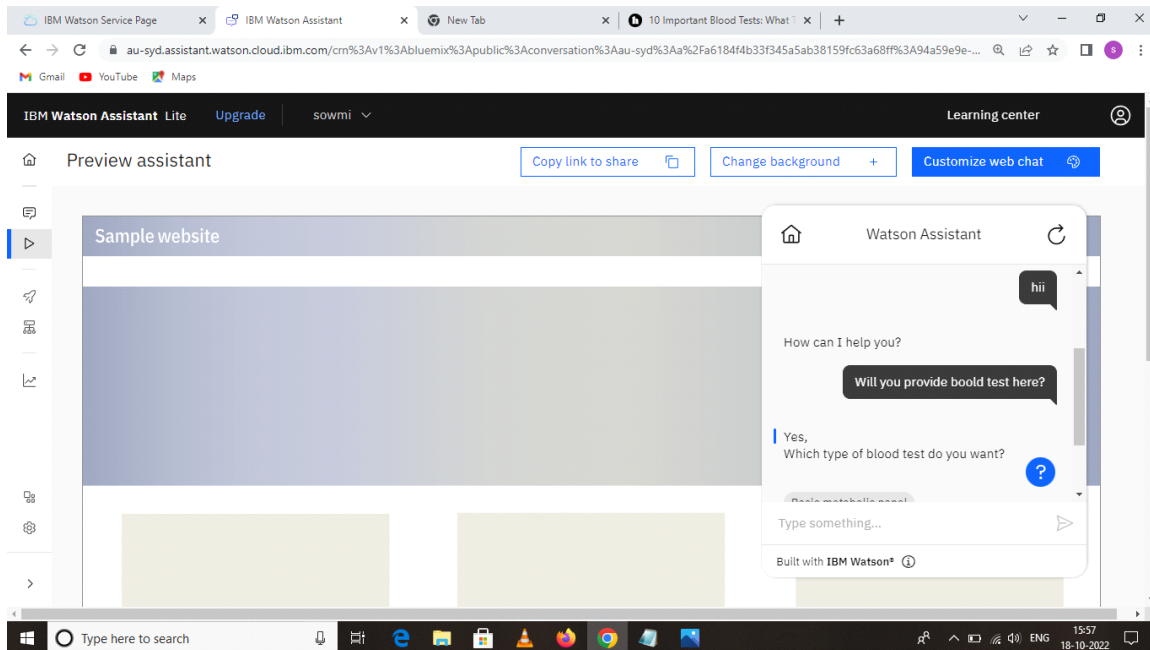 IBM Watson Service Page
IBM Watson Assistant
New Tab
10 Important Blood Tests: What
au-syd.assistant.watson.cloud.ibm.com/crn%3Av1%3Abluemix%3Apublic%3Aconversation%3Aau-syd%3Aa%2Fa6184f4b33f345a5ab38159fc63a68ff%3A94a59e9e-...
s
Gmail YouTube Maps
IBM Watson Assistant Lite Upgrade sowmi Learning center
Preview assistant Copy link to share Change background + Customize web chat
Sample website
Watson Assistant
hii
How can I help you?
Will you provide boold test here?
Yes,
Which type of blood test do you want?
?
Basic metabolic panel
Type something...
Built with IBM Watson®
Type here to search
ENG
15:57
18-10-2022